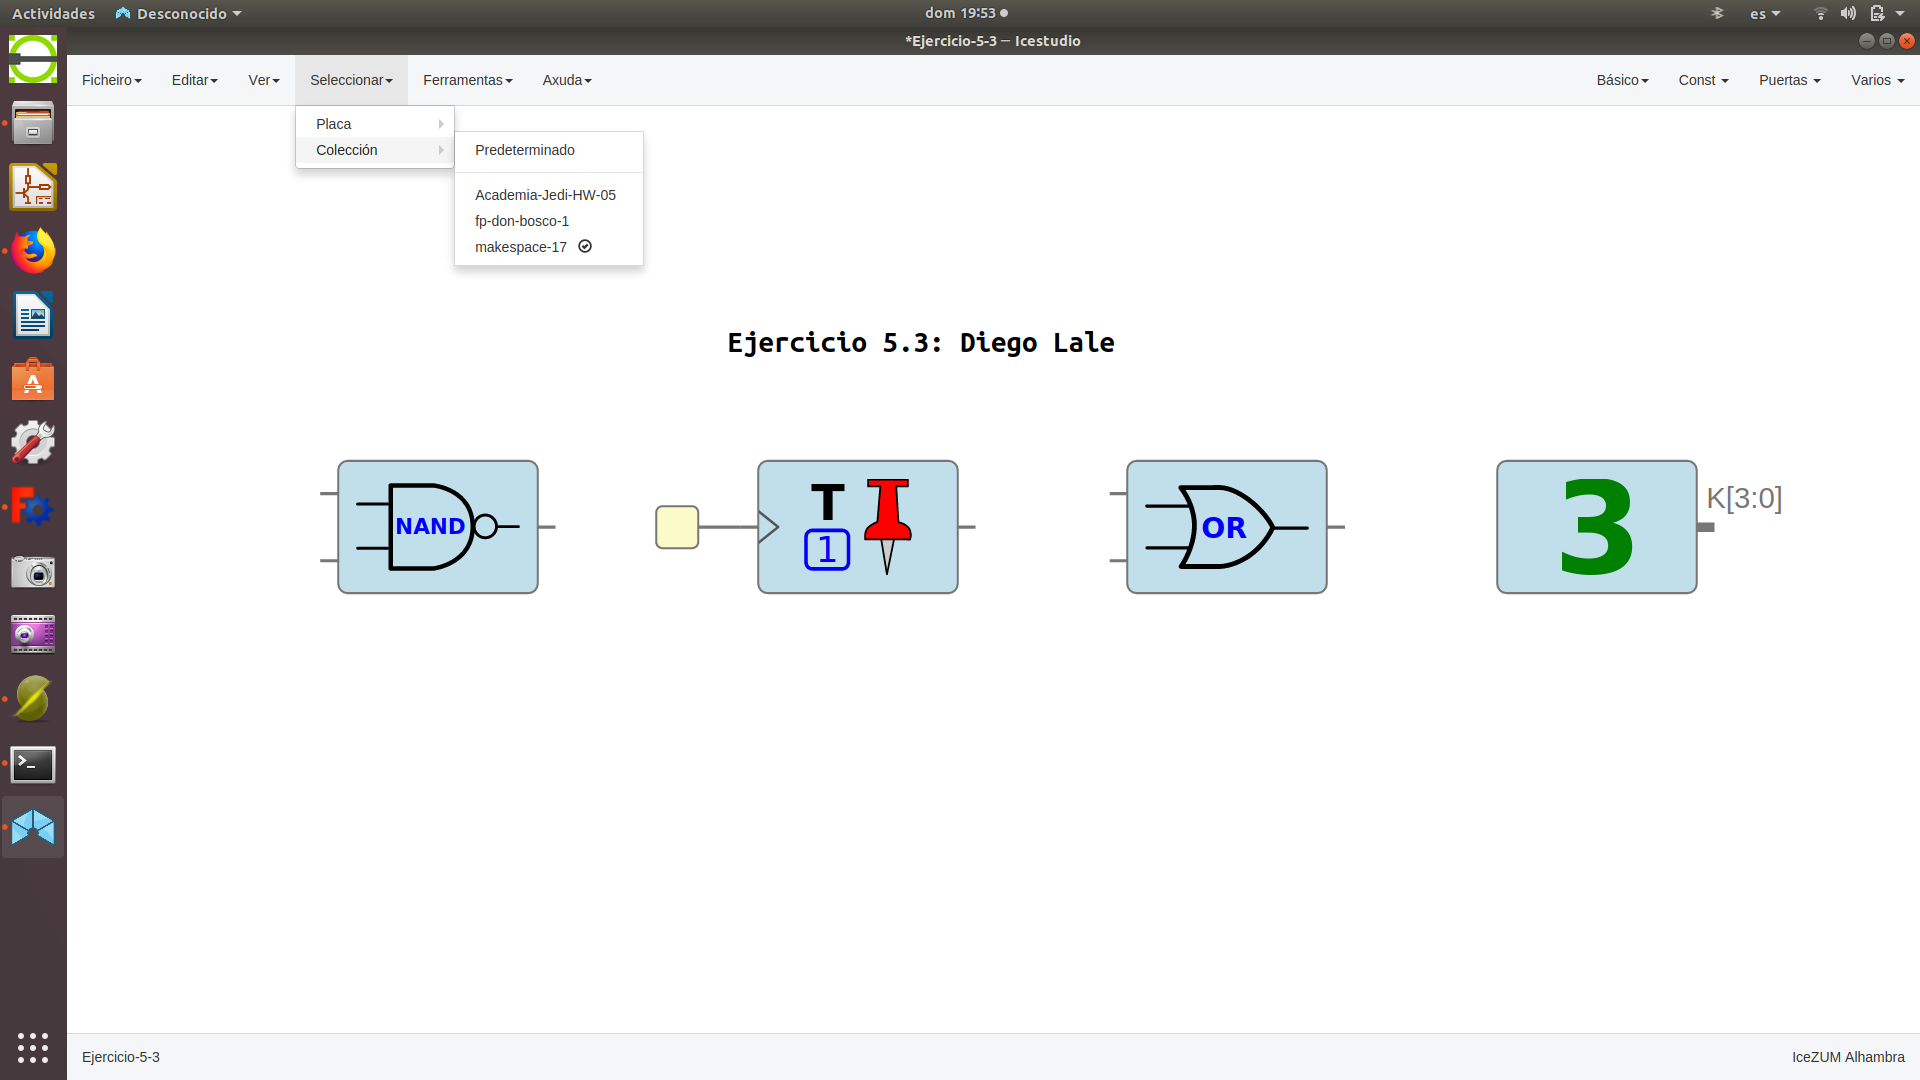 Actividades Desconocido dom 19:53 es
*Ejercicio-5-3 — Icestudio
Ficheiro Editar Ver Seleccionar Ferramentas Axuda Básico Const Puertas Varios
Placa
Colección
Predeterminado
Academia-Jedi-HW-05
fp-don-bosco-1
makespace-17
Ejercicio 5.3: Diego Lale
NAND
T
1
OR
3
K[3:0]
Ejercicio-5-3 IceZUM Alhambra